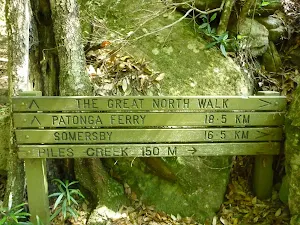 THE GREAT NORTH WALK
PATONGA FERRY 18·5 KM
SOMERSBY 16·5 KM
PILES CREEK 150 M →